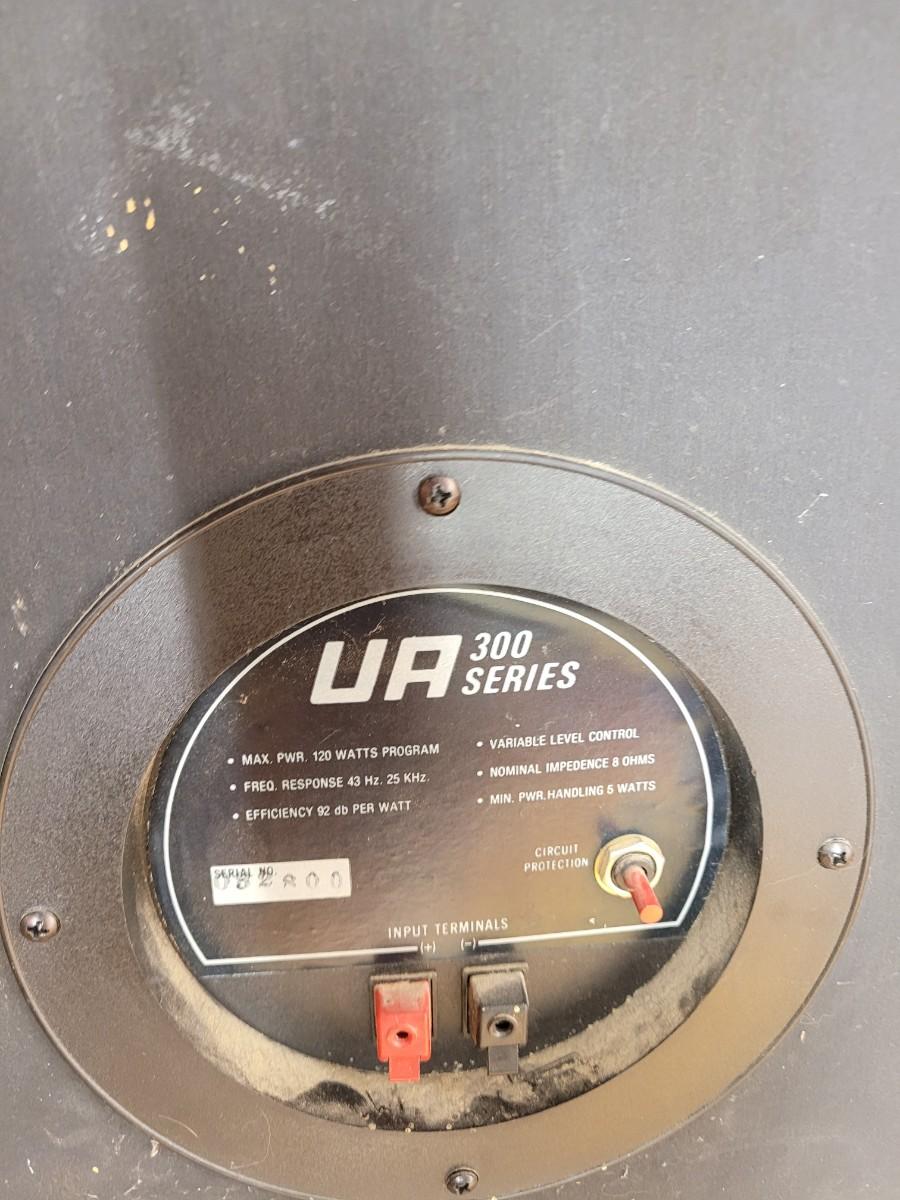 UA 300
SERIES
• MAX. PWR. 120 WATTS PROGRAM
• FREQ. RESPONSE 43 Hz. 25 KHz.
• EFFICIENCY 92 db PER WATT
• VARIABLE LEVEL CONTROL
• NOMINAL IMPEDENCE 8 OHMS
• MIN. PWR. HANDLING 5 WATTS
CIRCUIT
PROTECTION
SERIAL NO.
INPUT TERMINALS
(+) (-)